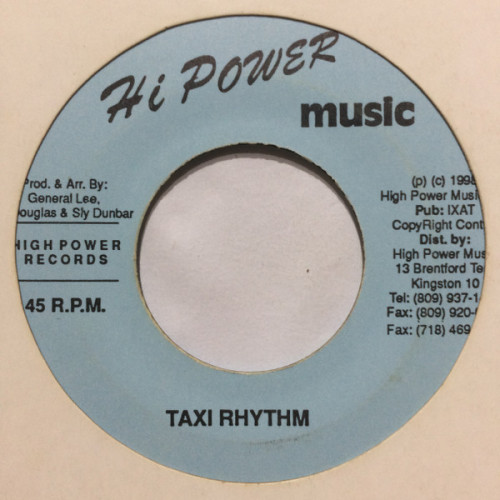 Hi POWER
music
Prod. & Arr. By:
General Lee,
Douglas & Sly Dunbar
HIGH POWER
RECORDS
45 R.P.M.
(p) (c) 1998
High Power Music
Pub: IXAT
CopyRight Cont
Dist. by:
High Power Mus
13 Brentford Te
Kingston 10
Tel: (809) 937-1
Fax: (809) 920-
Fax: (718) 469
TAXI RHYTHM